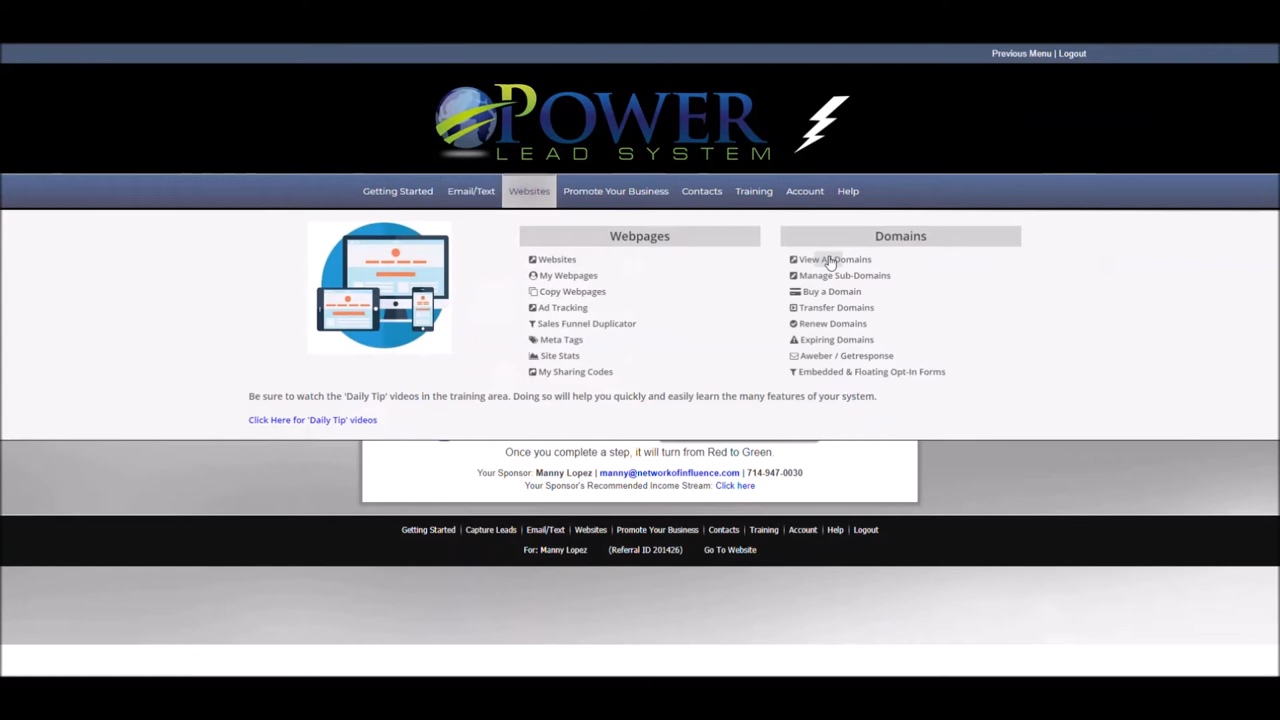 Previous Menu | Logout
POWER
LEAD SYSTEM
Getting Started Email/Text Websites Promote Your Business Contacts Training Account Help
Webpages
Websites
My Webpages
Copy Webpages
Ad Tracking
Sales Funnel Duplicator
Meta Tags
Site Stats
My Sharing Codes
Domains
View All Domains
Manage Sub-Domains
Buy a Domain
Transfer Domains
Renew Domains
Expiring Domains
Aweber / Getresponse
Embedded & Floating Opt-In Forms
Be sure to watch the 'Daily Tip' videos in the training area. Doing so will help you quickly and easily learn the many features of your system.
Click Here for 'Daily Tip' videos
Once you complete a step, it will turn from Red to Green.
Your Sponsor: Manny Lopez | manny@networkofinfluence.com | 714-947-0030
Your Sponsor's Recommended Income Stream: Click here
Getting Started | Capture Leads | Email/Text | Websites | Promote Your Business | Contacts | Training | Account | Help | Logout
For: Manny Lopez (Referral ID 201426) Go To Website